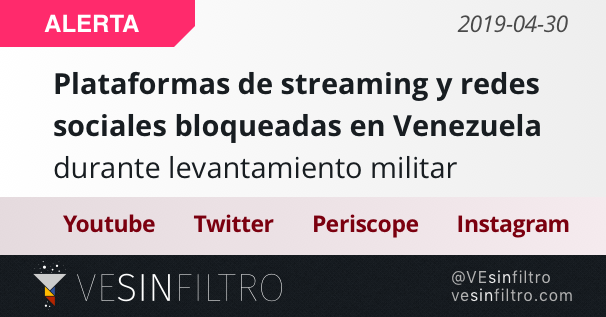 ALERTA
2019-04-30
Plataformas de streaming y redes
sociales bloqueadas en Venezuela
durante levantamiento militar
Youtube Twitter Periscope Instagram
VESINFILTRO
@VEsinfiltro
vesinfiltro.com